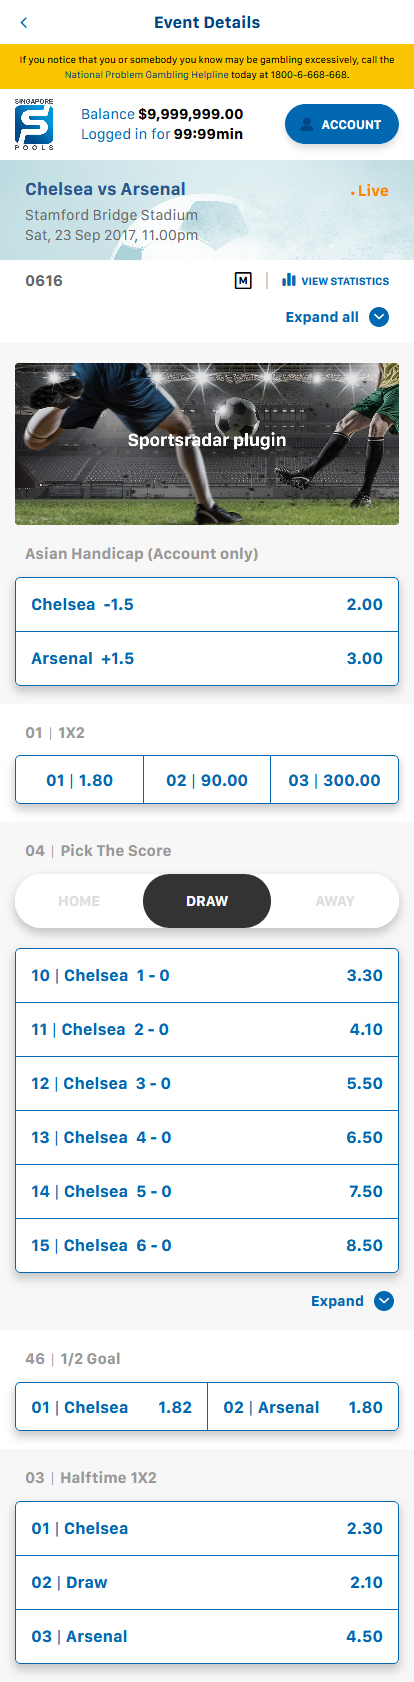 Event Details
If you notice that you or somebody you know may be gambling excessively, call the
National Problem Gambling Helpline today at 1800-6-668-668.
SINGAPORE
S
POOLS
Balance $9,999,999.00
Logged in for 99:99min
ACCOUNT
Chelsea vs Arsenal
Live
Stamford Bridge Stadium
Sat, 23 Sep 2017, 11.00pm
0616
M
VIEW STATISTICS
Expand all
Sportsradar plugin
Asian Handicap (Account only)
Chelsea -1.5 2.00
Arsenal +1.5 3.00
01 | 1X2
01 | 1.80 02 | 90.00 03 | 300.00
04 | Pick The Score
HOME DRAW AWAY
10 | Chelsea 1 - 0 3.30
11 | Chelsea 2 - 0 4.10
12 | Chelsea 3 - 0 5.50
13 | Chelsea 4 - 0 6.50
14 | Chelsea 5 - 0 7.50
15 | Chelsea 6 - 0 8.50
Expand
46 | 1/2 Goal
01 | Chelsea 1.82 02 | Arsenal 1.80
03 | Halftime 1X2
01 | Chelsea 2.30
02 | Draw 2.10
03 | Arsenal 4.50